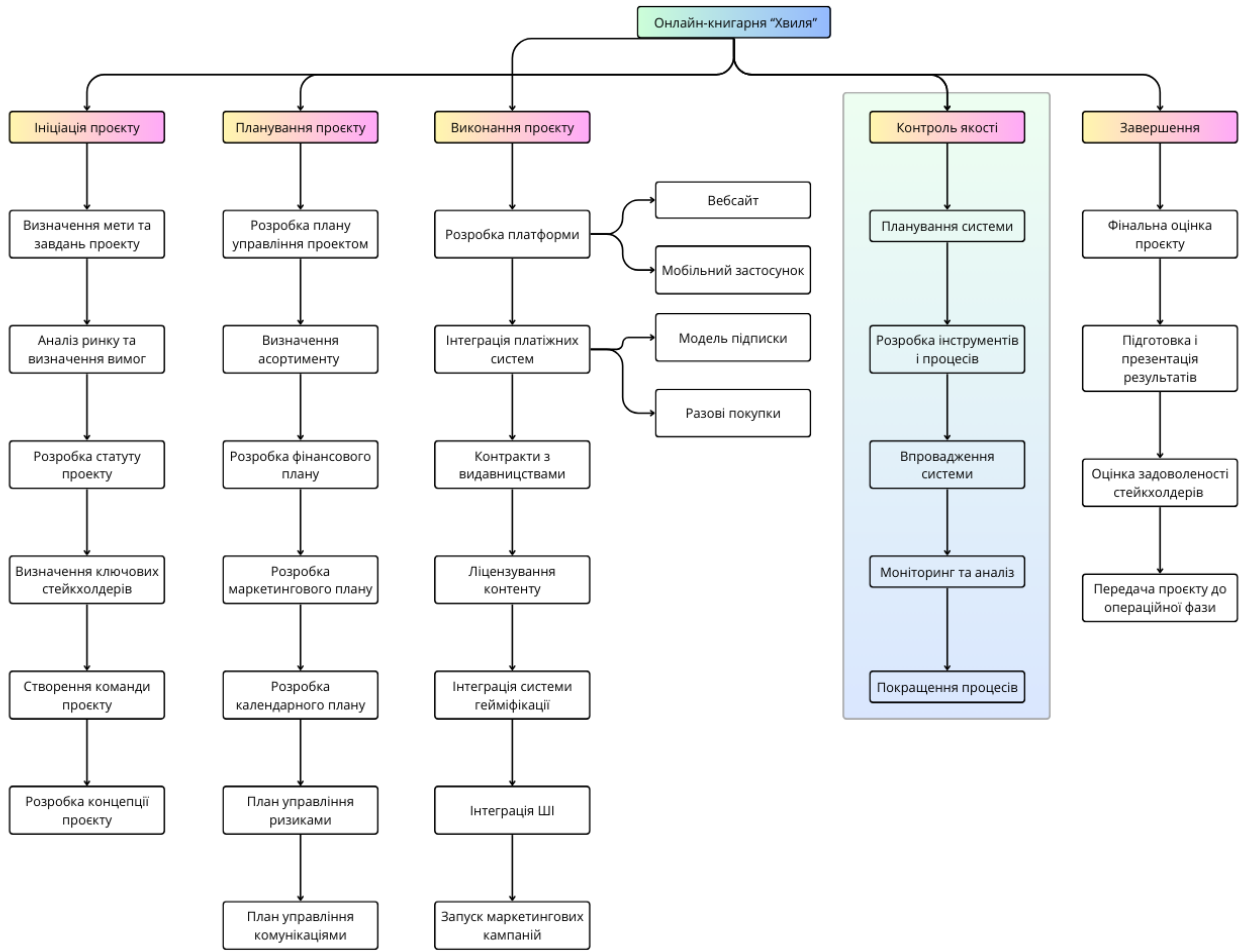 Онлайн-книгарня “Хвиля”
Ініціація проєкту
Визначення мети та
завдань проекту
Аналіз ринку та
визначення вимог
Розробка статуту
проекту
Визначення ключових
стейкхолдерів
Створення команди
проєкту
Розробка концепції
проєкту
Планування проєкту
Розробка плану
управління проектом
Визначення
асортименту
Розробка фінансового
плану
Розробка
маркетингового плану
Розробка
календарного плану
План управління
ризиками
План управління
комунікаціями
Виконання проєкту
Розробка платформи
Вебсайт
Мобільний застосунок
Інтеграція платіжних
систем
Модель підписки
Разові покупки
Контракти з
видавництвами
Ліцензування
контенту
Інтеграція системи
гейміфікації
Інтеграція ШІ
Запуск маркетингових
кампаній
Контроль якості
Планування системи
Розробка інструментів
і процесів
Впровадження
системи
Моніторинг та аналіз
Покращення процесів
Завершення
Фінальна оцінка
проєкту
Підготовка і
презентація
результатів
Оцінка задоволеності
стейкхолдерів
Передача проєкту до
операційної фази